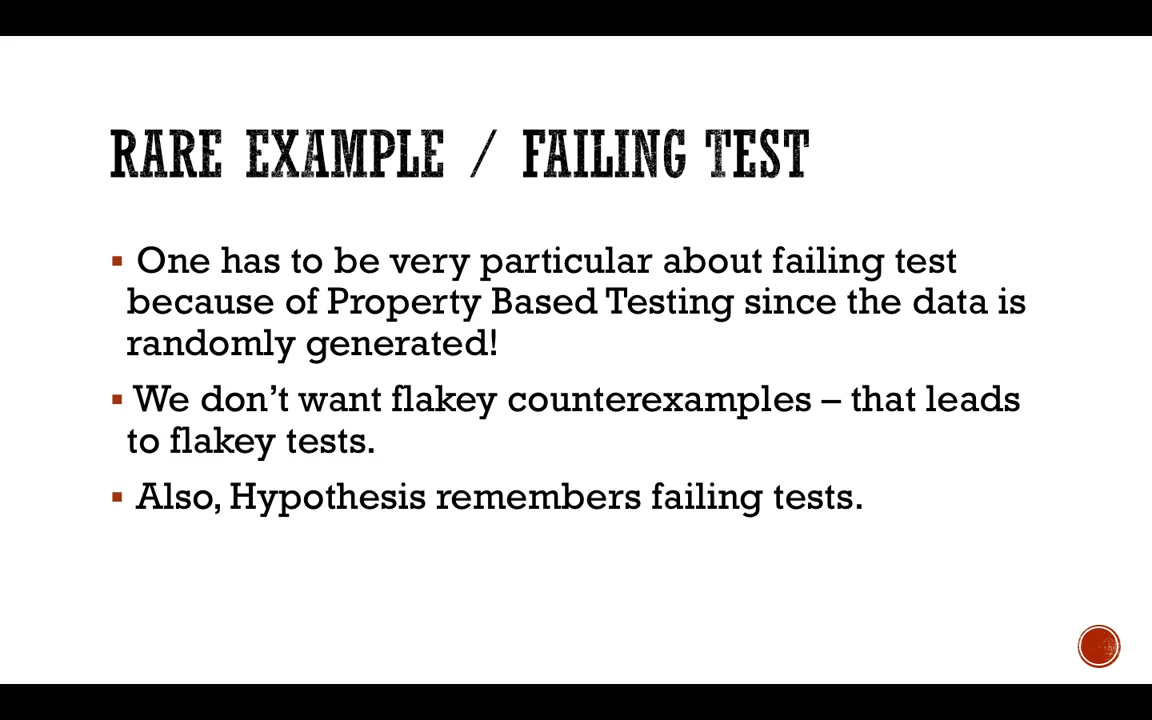 RARE EXAMPLE / FAILING TEST
▪ One has to be very particular about failing test
because of Property Based Testing since the data is
randomly generated!
▪ We don’t want flakey counterexamples – that leads
to flakey tests.
▪ Also, Hypothesis remembers failing tests.